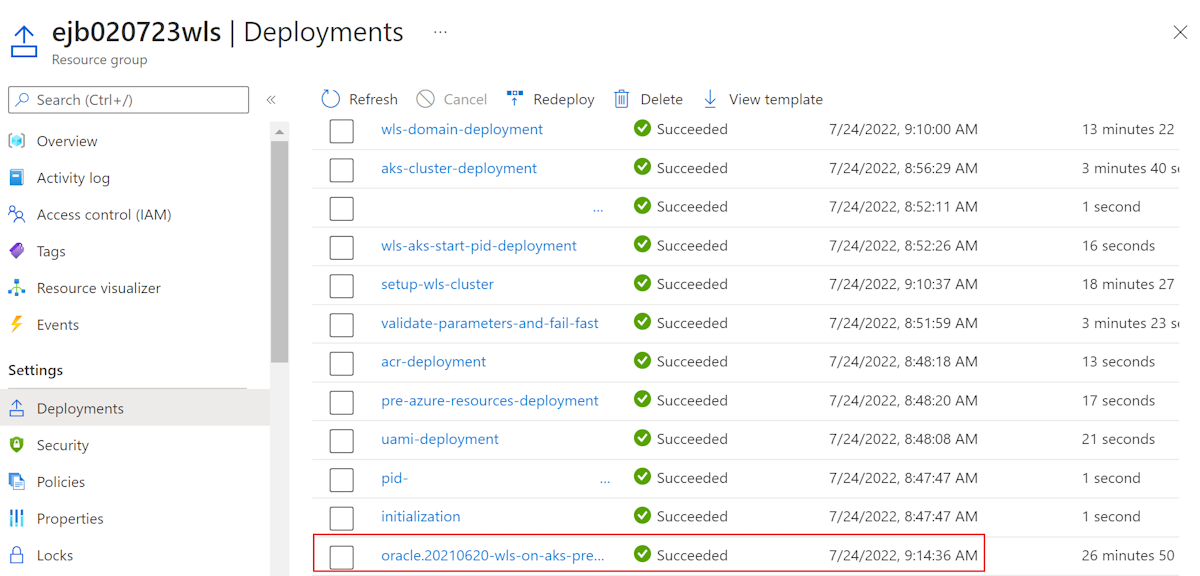 ejb020723wls | Deployments ...
Resource group
Search (Ctrl+/) «
Overview
Activity log
Access control (IAM)
Tags
Resource visualizer
Events
Settings
Deployments
Security
Policies
Properties
Locks
Refresh Cancel Redeploy Delete View template
wls-domain-deployment Succeeded 7/24/2022, 9:10:00 AM 13 minutes 22
aks-cluster-deployment Succeeded 7/24/2022, 8:56:29 AM 3 minutes 40 se
... Succeeded 7/24/2022, 8:52:11 AM 1 second
wls-aks-start-pid-deployment Succeeded 7/24/2022, 8:52:26 AM 16 seconds
setup-wls-cluster Succeeded 7/24/2022, 9:10:37 AM 18 minutes 27
validate-parameters-and-fail-fast Succeeded 7/24/2022, 8:51:59 AM 3 minutes 23 se
acr-deployment Succeeded 7/24/2022, 8:48:18 AM 13 seconds
pre-azure-resources-deployment Succeeded 7/24/2022, 8:48:20 AM 17 seconds
uami-deployment Succeeded 7/24/2022, 8:48:08 AM 21 seconds
pid- ... Succeeded 7/24/2022, 8:47:47 AM 1 second
initialization Succeeded 7/24/2022, 8:47:47 AM 1 second
oracle.20210620-wls-on-aks-pre... Succeeded 7/24/2022, 9:14:36 AM 26 minutes 50